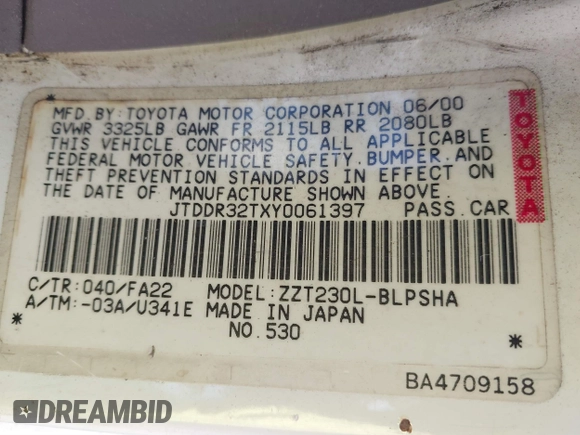 MFD.BY:TOYOTA MOTOR CORPORATION 06/00
GVWR 3325LB GAWR FR 2115LB RR 2080LB
THIS VEHICLE CONFORMS TO ALL APPLICABLE
FEDERAL MOTOR VEHICLE SAFETY.BUMPER.AND
THEFT PREVENTION STANDARDS IN EFFECT ON
THE DATE OF MANUFACTURE SHOWN ABOVE.
JTDDR32TXY0061397 PASS.CAR
TOYOTA
C/TR:040/FA22 MODEL:ZZT230L-BLPSHA
A/TM:-03A/U341E MADE IN JAPAN
* NO.530 *
BA4709158
DREAMBID